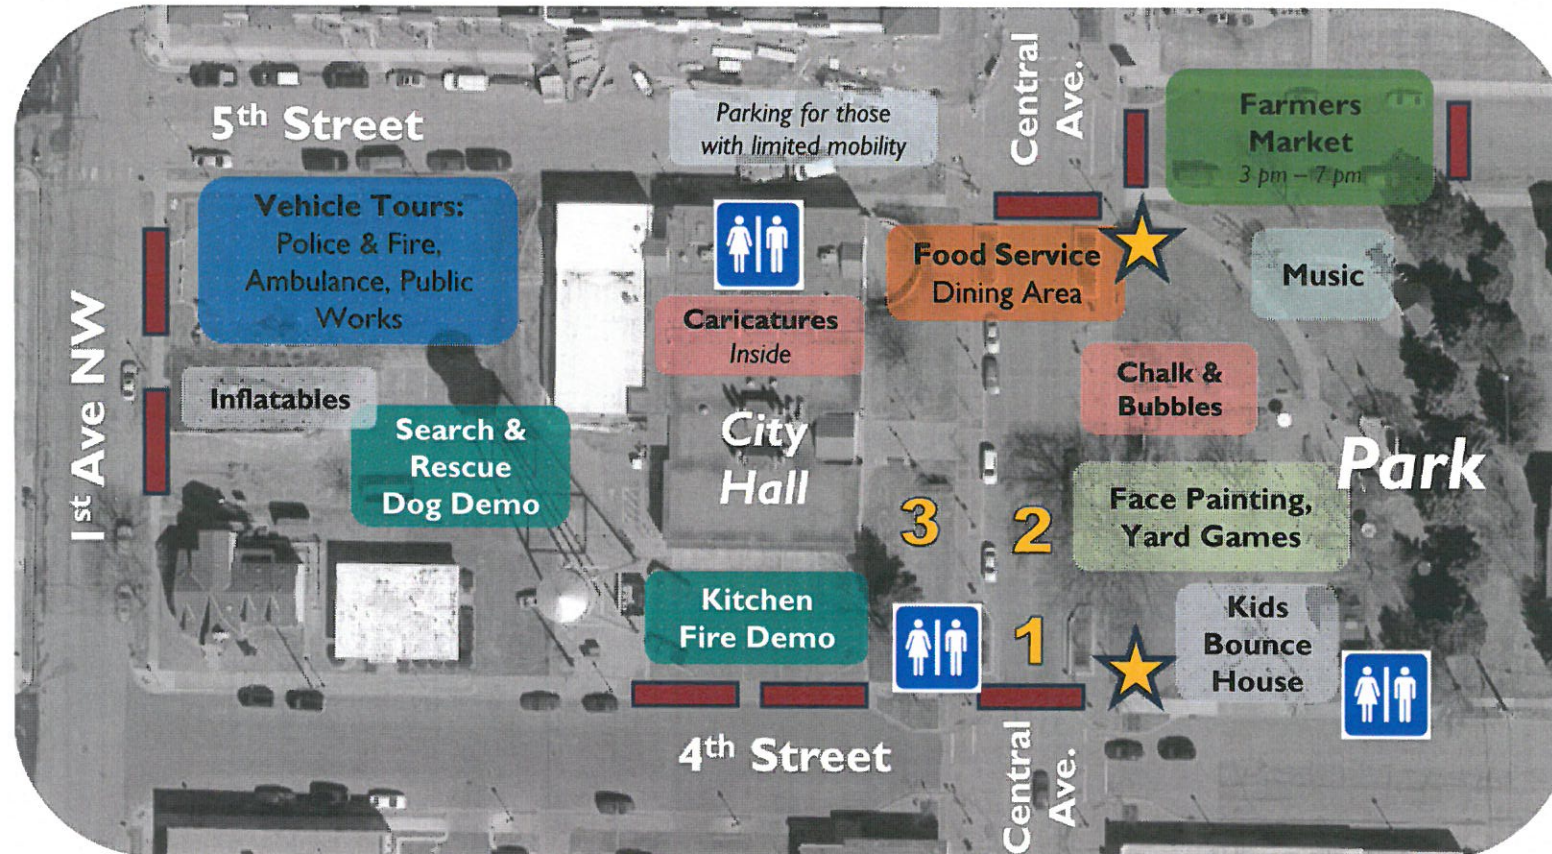 Central
Ave.
5th Street
Parking for those
with limited mobility
Farmers
Market
3 pm – 7 pm
Vehicle Tours:
Police & Fire,
Ambulance, Public
Works
Food Service
Dining Area
Music
Caricatures
Inside
1st Ave NW
Inflatables
Search &
Rescue
Dog Demo
City
Hall
Chalk &
Bubbles
Park
3
2
Face Painting,
Yard Games
Kitchen
Fire Demo
1
Kids
Bounce
House
4th Street
Central
Ave.